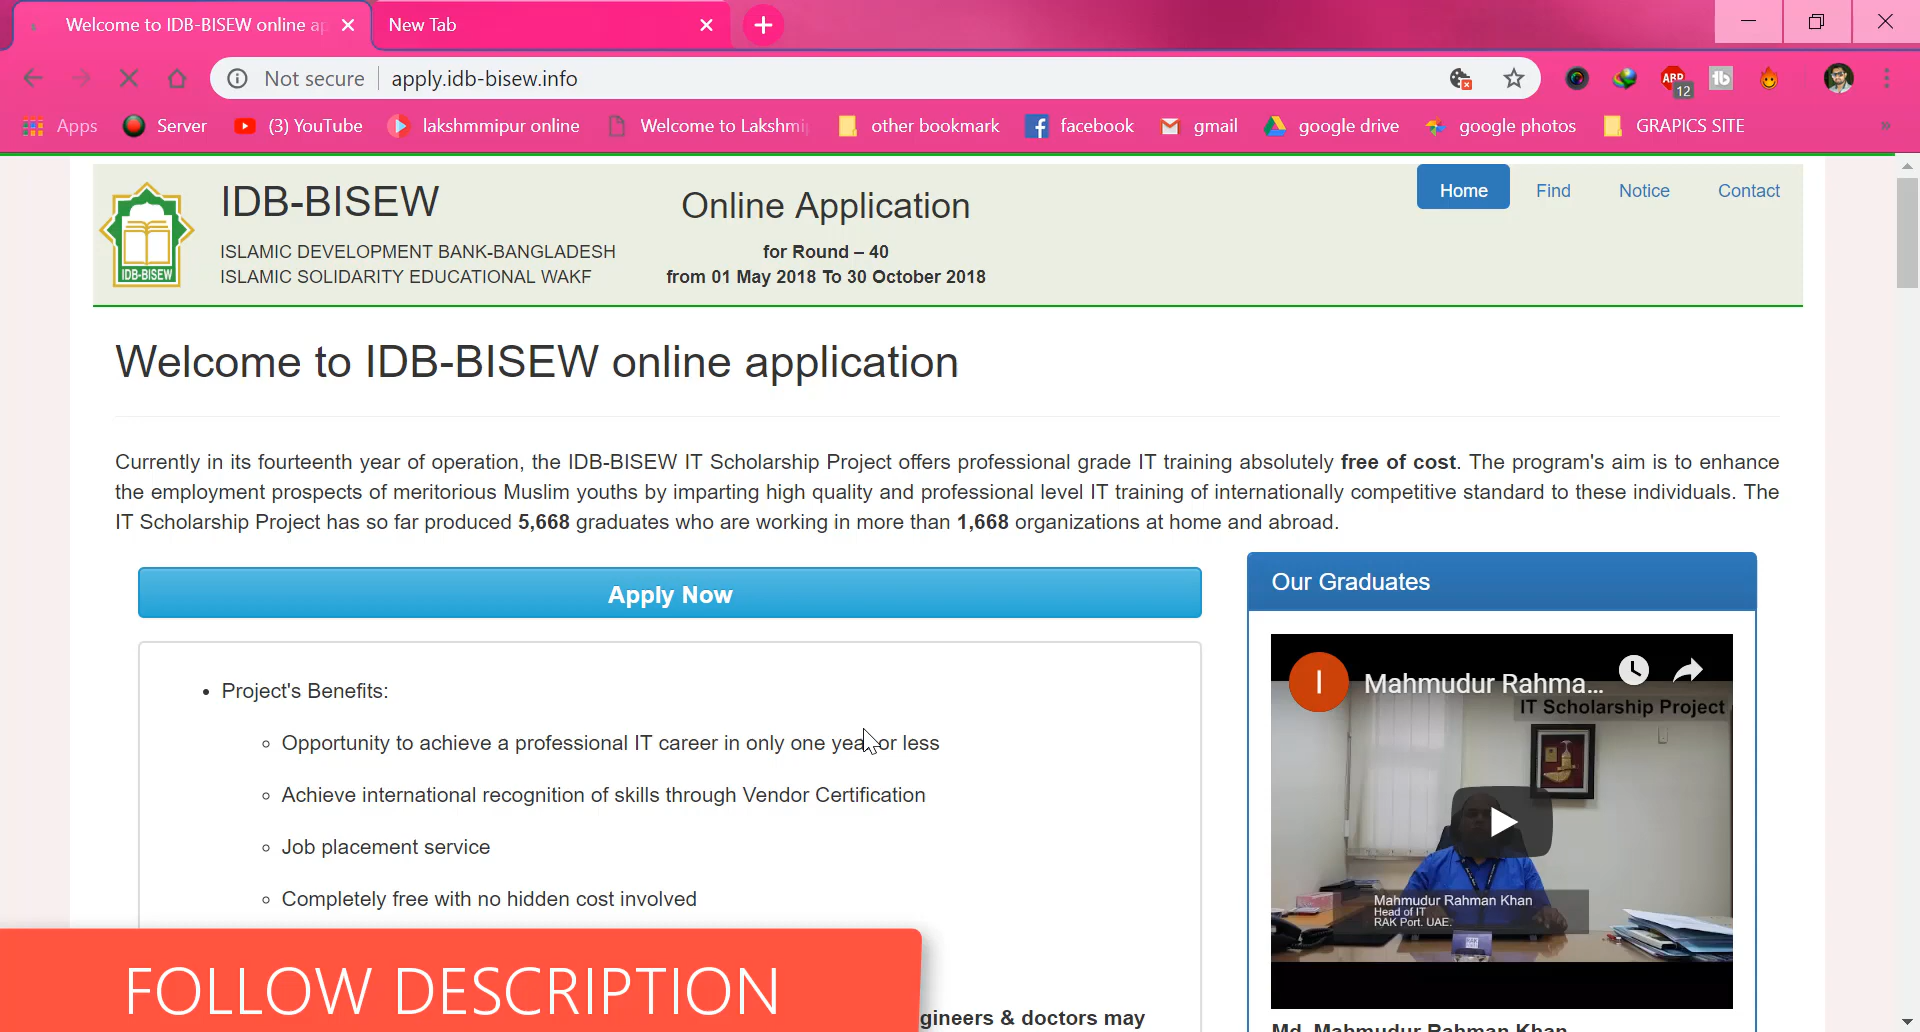 Welcome to IDB-BISEW online ap
New Tab
Not secure
apply.idb-bisew.info
ABP
12
Apps
Server
(3) YouTube
lakshmmipur online
Welcome to Lakshmi
other bookmark
facebook
gmail
google drive
google photos
GRAPICS SITE
IDB-BISEW
IDB-BISEW
ISLAMIC DEVELOPMENT BANK-BANGLADESH
ISLAMIC SOLIDARITY EDUCATIONAL WAKF
Online Application
for Round – 40
from 01 May 2018 To 30 October 2018
Home
Find
Notice
Contact
Welcome to IDB-BISEW online application
Currently in its fourteenth year of operation, the IDB-BISEW IT Scholarship Project offers professional grade IT training absolutely free of cost. The program's aim is to enhance
the employment prospects of meritorious Muslim youths by imparting high quality and professional level IT training of internationally competitive standard to these individuals. The
IT Scholarship Project has so far produced 5,668 graduates who are working in more than 1,668 organizations at home and abroad.
Apply Now
• Project's Benefits:
Opportunity to achieve a professional IT career in only one year or less
Achieve international recognition of skills through Vendor Certification
Job placement service
Completely free with no hidden cost involved
gineers & doctors may
FOLLOW DESCRIPTION
Our Graduates
I
Mahmudur Rahma...
IT Scholarship Project
Mahmudur Rahman Khan
Head of IT
RAK Port. UAE.
Md. Mahmudur Rahman Khan